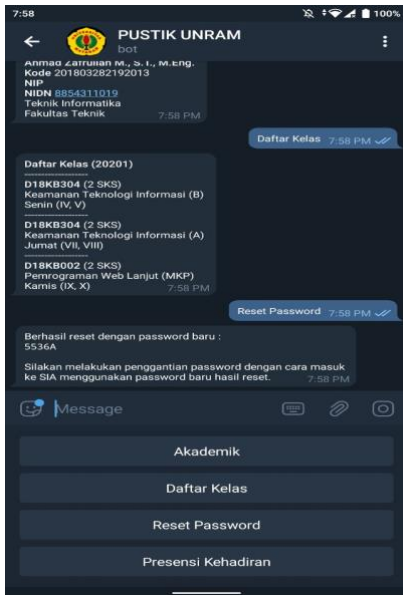 7:58
100%
PUSTIK UNRAM
bot
Ahmad Zafrullah M., S.T., M.Eng.
Kode 201803282192013
NIP
NIDN 8854311019
Teknik Informatika
Fakultas Teknik 7:58 PM
Daftar Kelas 7:58 PM
Daftar Kelas (20201)
--------------------
D18KB304 (2 SKS)
Keamanan Teknologi Informasi (B)
Senin (IV, V)
--------------------
D18KB304 (2 SKS)
Keamanan Teknologi Informasi (A)
Jumat (VII, VIII)
--------------------
D18KB002 (2 SKS)
Pemrograman Web Lanjut (MKP)
Kamis (IX, X) 7:58 PM
Reset Password 7:58 PM
Berhasil reset dengan password baru :
5536A
Silakan melakukan penggantian password dengan cara masuk
ke SIA menggunakan password baru hasil reset. 7:58 PM
Message
Akademik
Daftar Kelas
Reset Password
Presensi Kehadiran